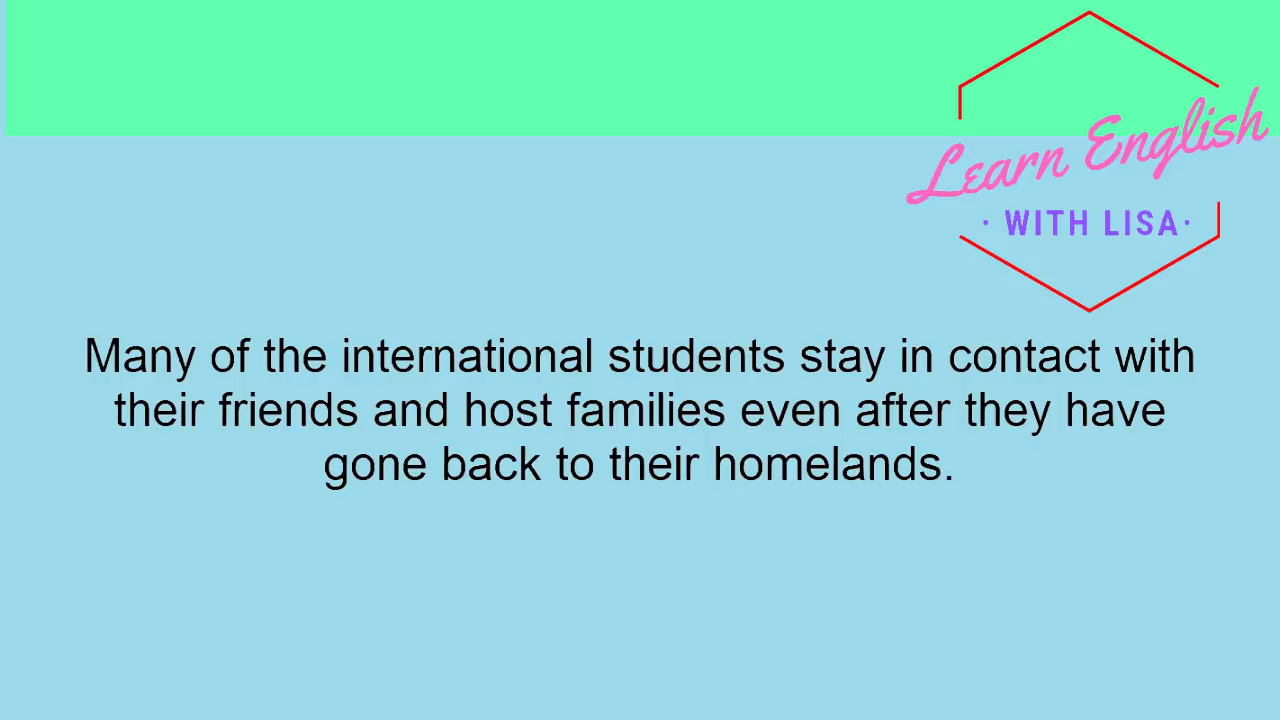 Learn English
· WITH LISA·
Many of the international students stay in contact with
their friends and host families even after they have
gone back to their homelands.